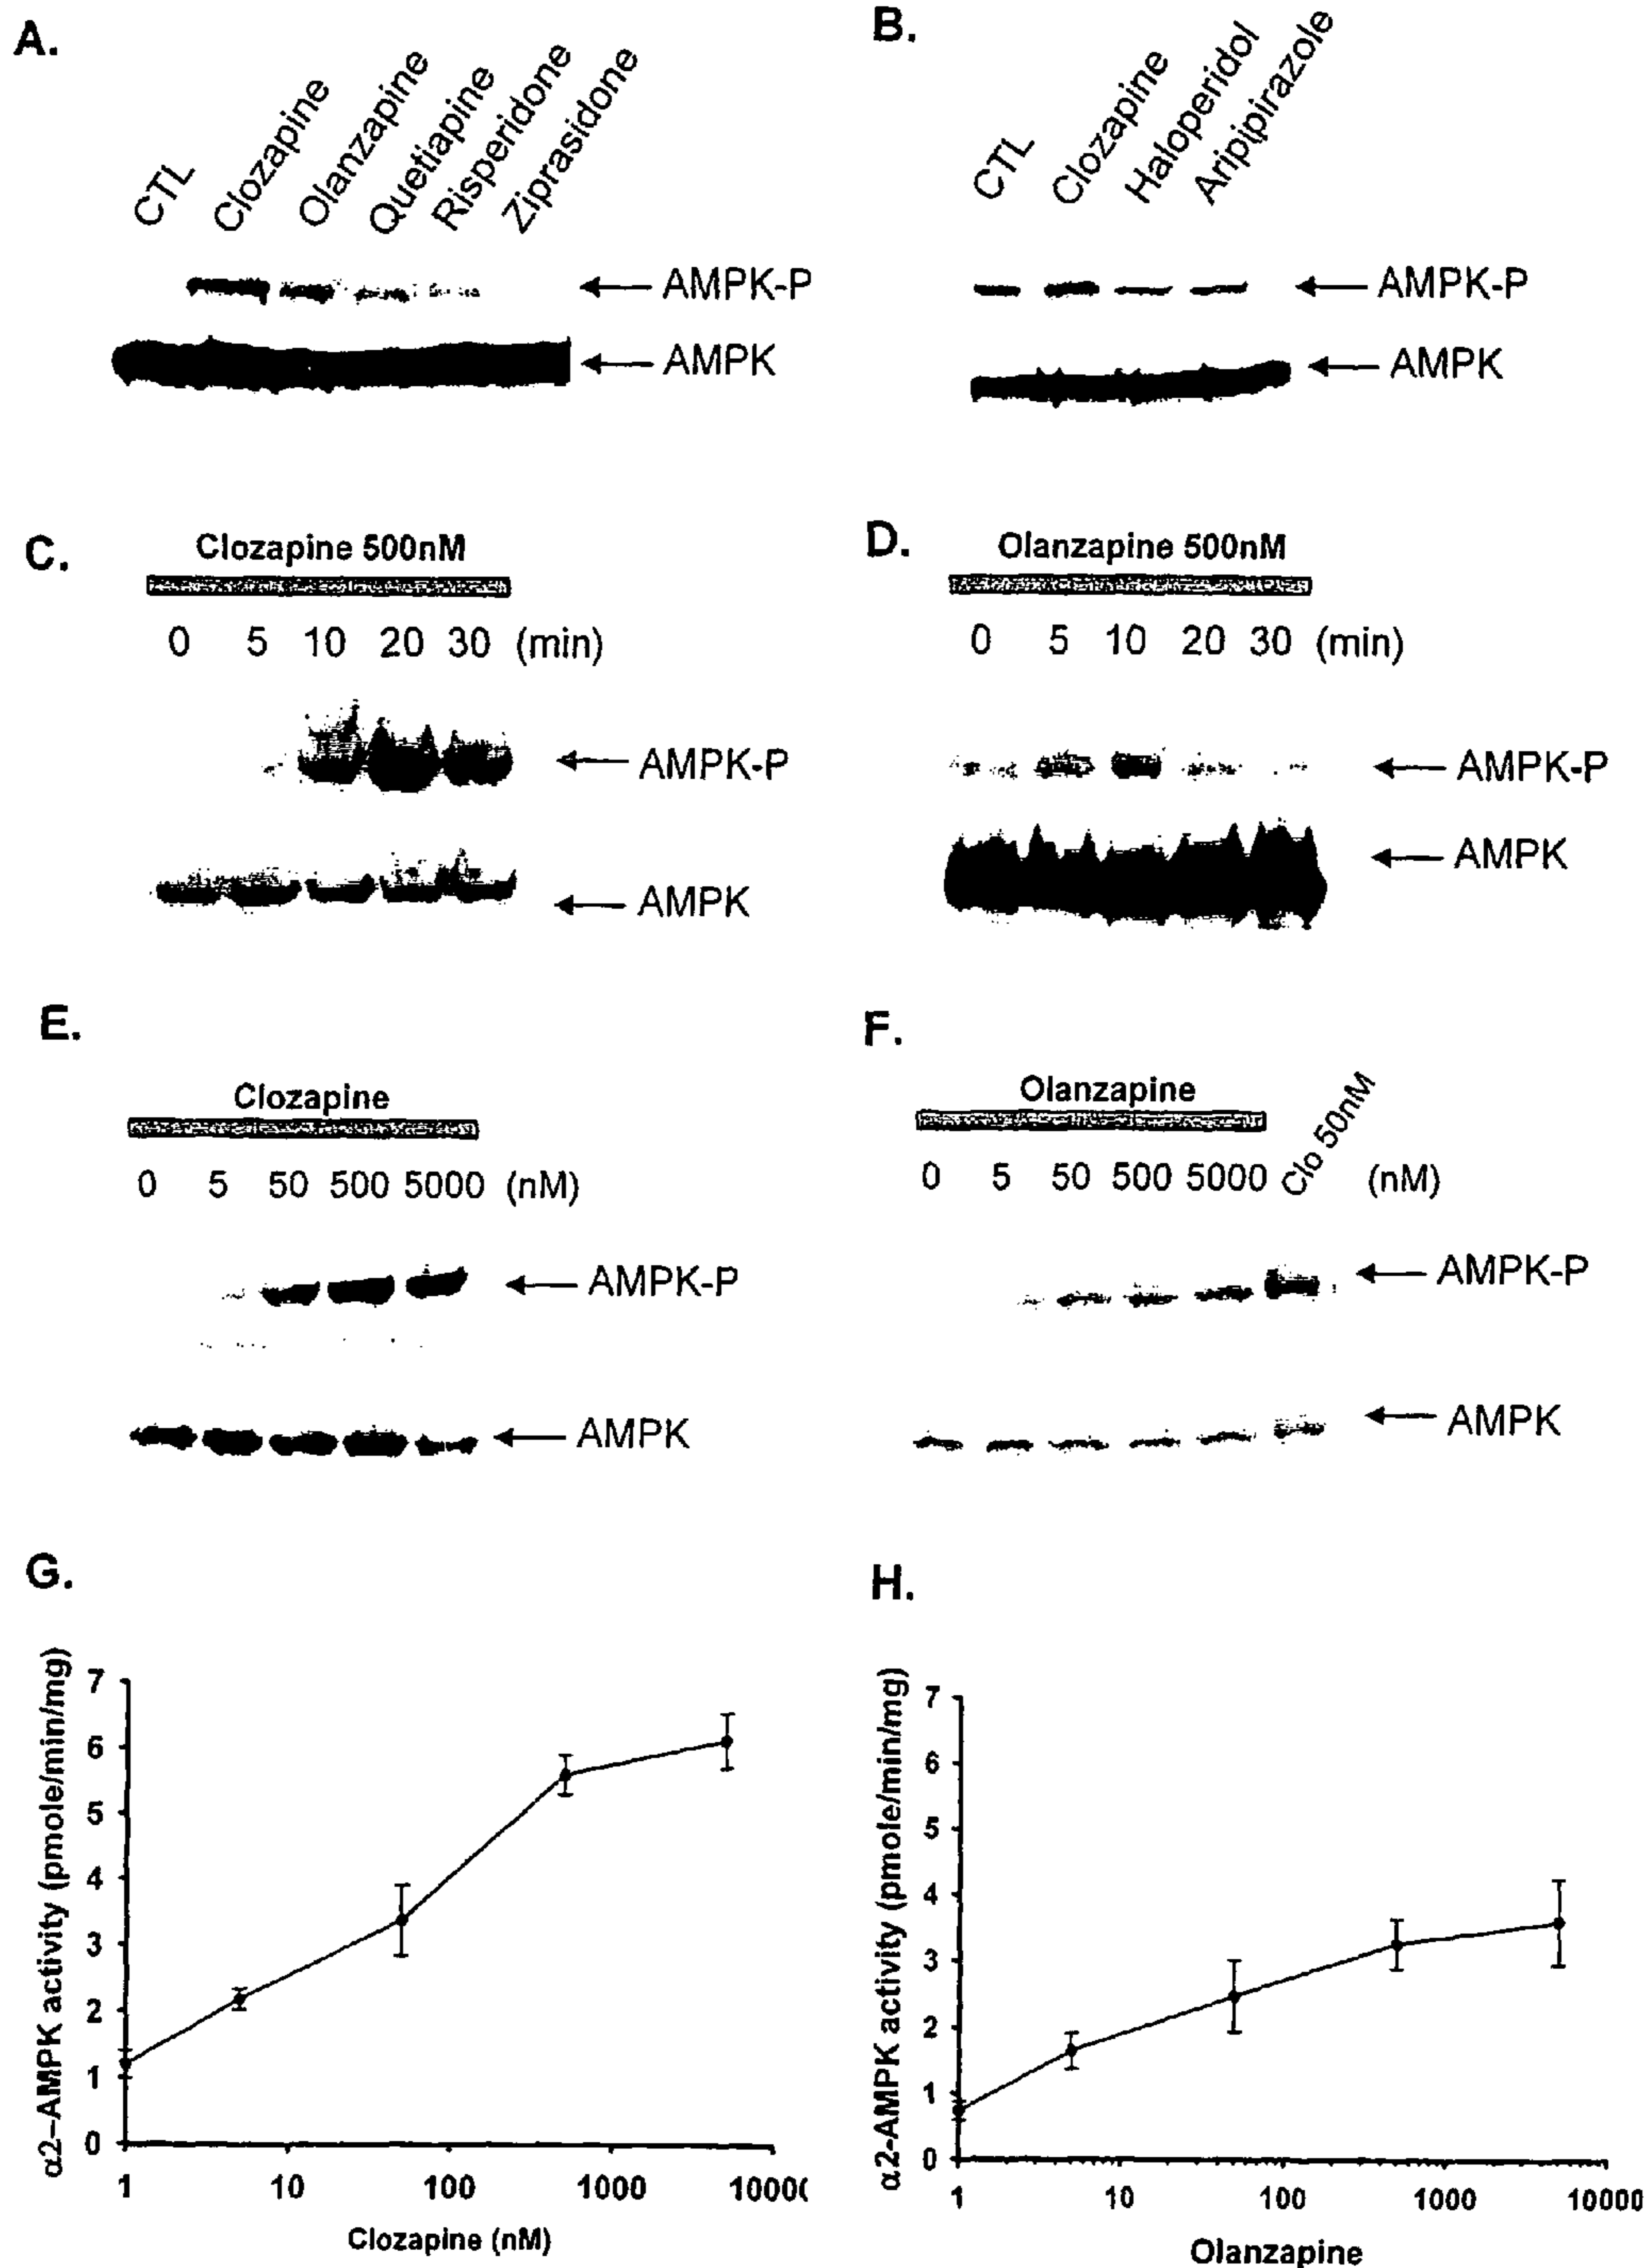 A.
CTL
Clozapine
Olanzapine
Quetiapine
Risperidone
Ziprasidone
AMPK-P
AMPK
B.
CTL
Clozapine
Haloperidol
Aripipirazole
AMPK-P
AMPK
C.
Clozapine 500nM
0 5 10 20 30 (min)
AMPK-P
AMPK
D.
Olanzapine 500nM
0 5 10 20 30 (min)
AMPK-P
AMPK
E.
Clozapine
0 5 50 500 5000 (nM)
AMPK-P
AMPK
F.
Olanzapine
0 5 50 500 5000 Clo 50nM (nM)
AMPK-P
AMPK
G.
α2–AMPK activity (pmole/min/mg)
7
6
5
4
3
2
1
0
1 10 100 1000 1000(
Clozapine (nM)
H.
α2-AMPK activity (pmole/min/mg)
7
6
5
4
3
2
1
0
1 10 100 1000 10000
Olanzapine